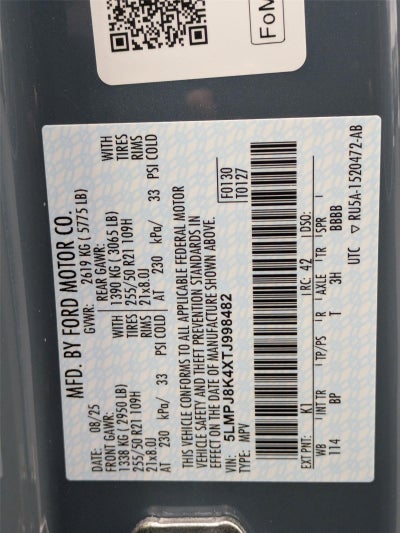 FoM
MFD. BY FORD MOTOR CO.
DATE: 08/25 GVWR: 2619 KG ( 5775 LB)
FRONT GAWR: REAR GAWR:
1338 KG ( 2950 LB) WITH 1390 KG ( 3065 LB) WITH
255/50 R21 109H TIRES 255/50 R21 109H TIRES
21x8.0J RIMS 21x8.0J RIMS
AT 230 kPa/ 33 PSI COLD AT 230 kPa/ 33 PSI COLD
THIS VEHICLE CONFORMS TO ALL APPLICABLE FEDERAL MOTOR
VEHICLE SAFETY AND THEFT PREVENTION STANDARDS IN
EFFECT ON THE DATE OF MANUFACTURE SHOWN ABOVE.
VIN: 5LMPJ8K4XTJ998482 F0130
TYPE: MPV T0127
EXT PNT: K1 RC: 42 DSO:
WB INT TR TP/PS R AXLE TR SPR
114 BP T 3H BBBB
UTC ▽ RU5A-1520472-AB